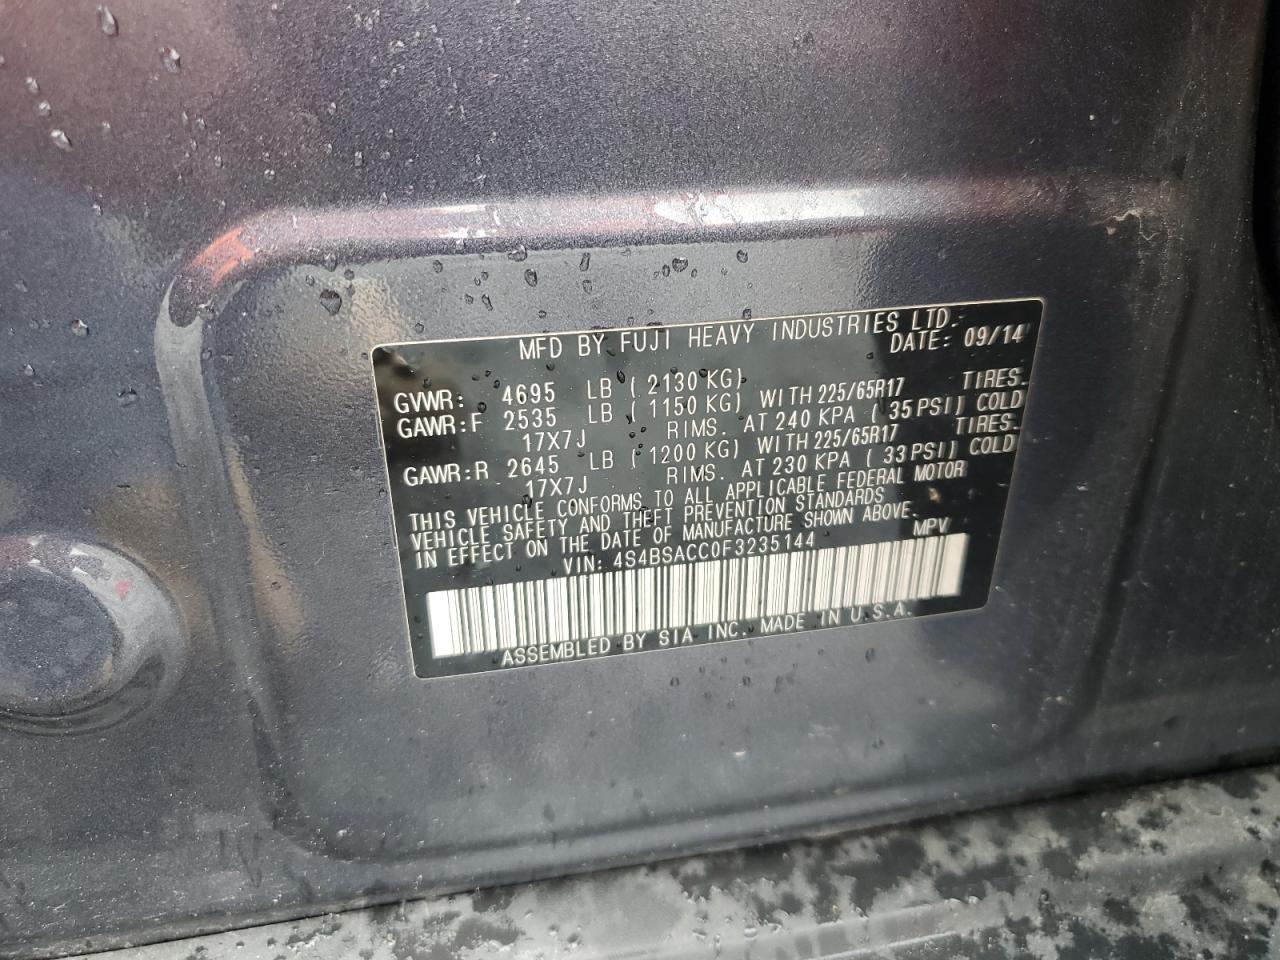 MFD BY FUJI HEAVY INDUSTRIES LTD.
DATE: 09/14
GVWR: 4695 LB ( 2130 KG)
GAWR:F 2535 LB ( 1150 KG) WITH 225/65R17 TIRES.
17X7J RIMS. AT 240 KPA ( 35 PSI) COLD
GAWR:R 2645 LB ( 1200 KG) WITH 225/65R17 TIRES.
17X7J RIMS. AT 230 KPA ( 33 PSI) COLD
THIS VEHICLE CONFORMS TO ALL APPLICABLE FEDERAL MOTOR
VEHICLE SAFETY AND THEFT PREVENTION STANDARDS
IN EFFECT ON THE DATE OF MANUFACTURE SHOWN ABOVE.
VIN: 4S4BSACC0F3235144 MPV
ASSEMBLED BY SIA INC. MADE IN U.S.A.